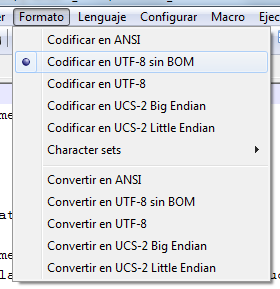 Formato Lenguaje Configurar Macro Ejec
Codificar en ANSI
Codificar en UTF-8 sin BOM
Codificar en UTF-8
Codificar en UCS-2 Big Endian
Codificar en UCS-2 Little Endian
Character sets
Convertir en ANSI
Convertir en UTF-8 sin BOM
Convertir en UTF-8
Convertir en UCS-2 Big Endian
Convertir en UCS-2 Little Endian